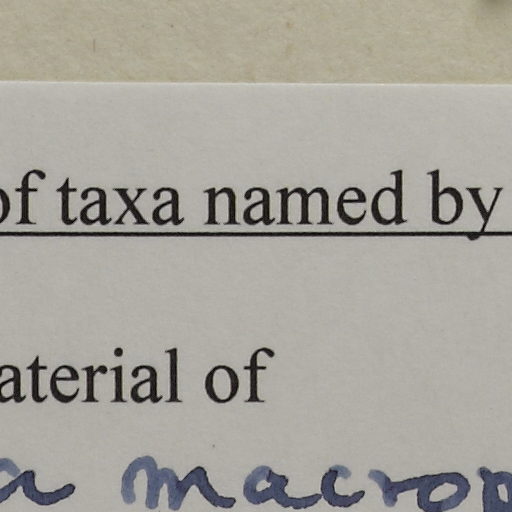 of taxa named by
aterial of
a macrop